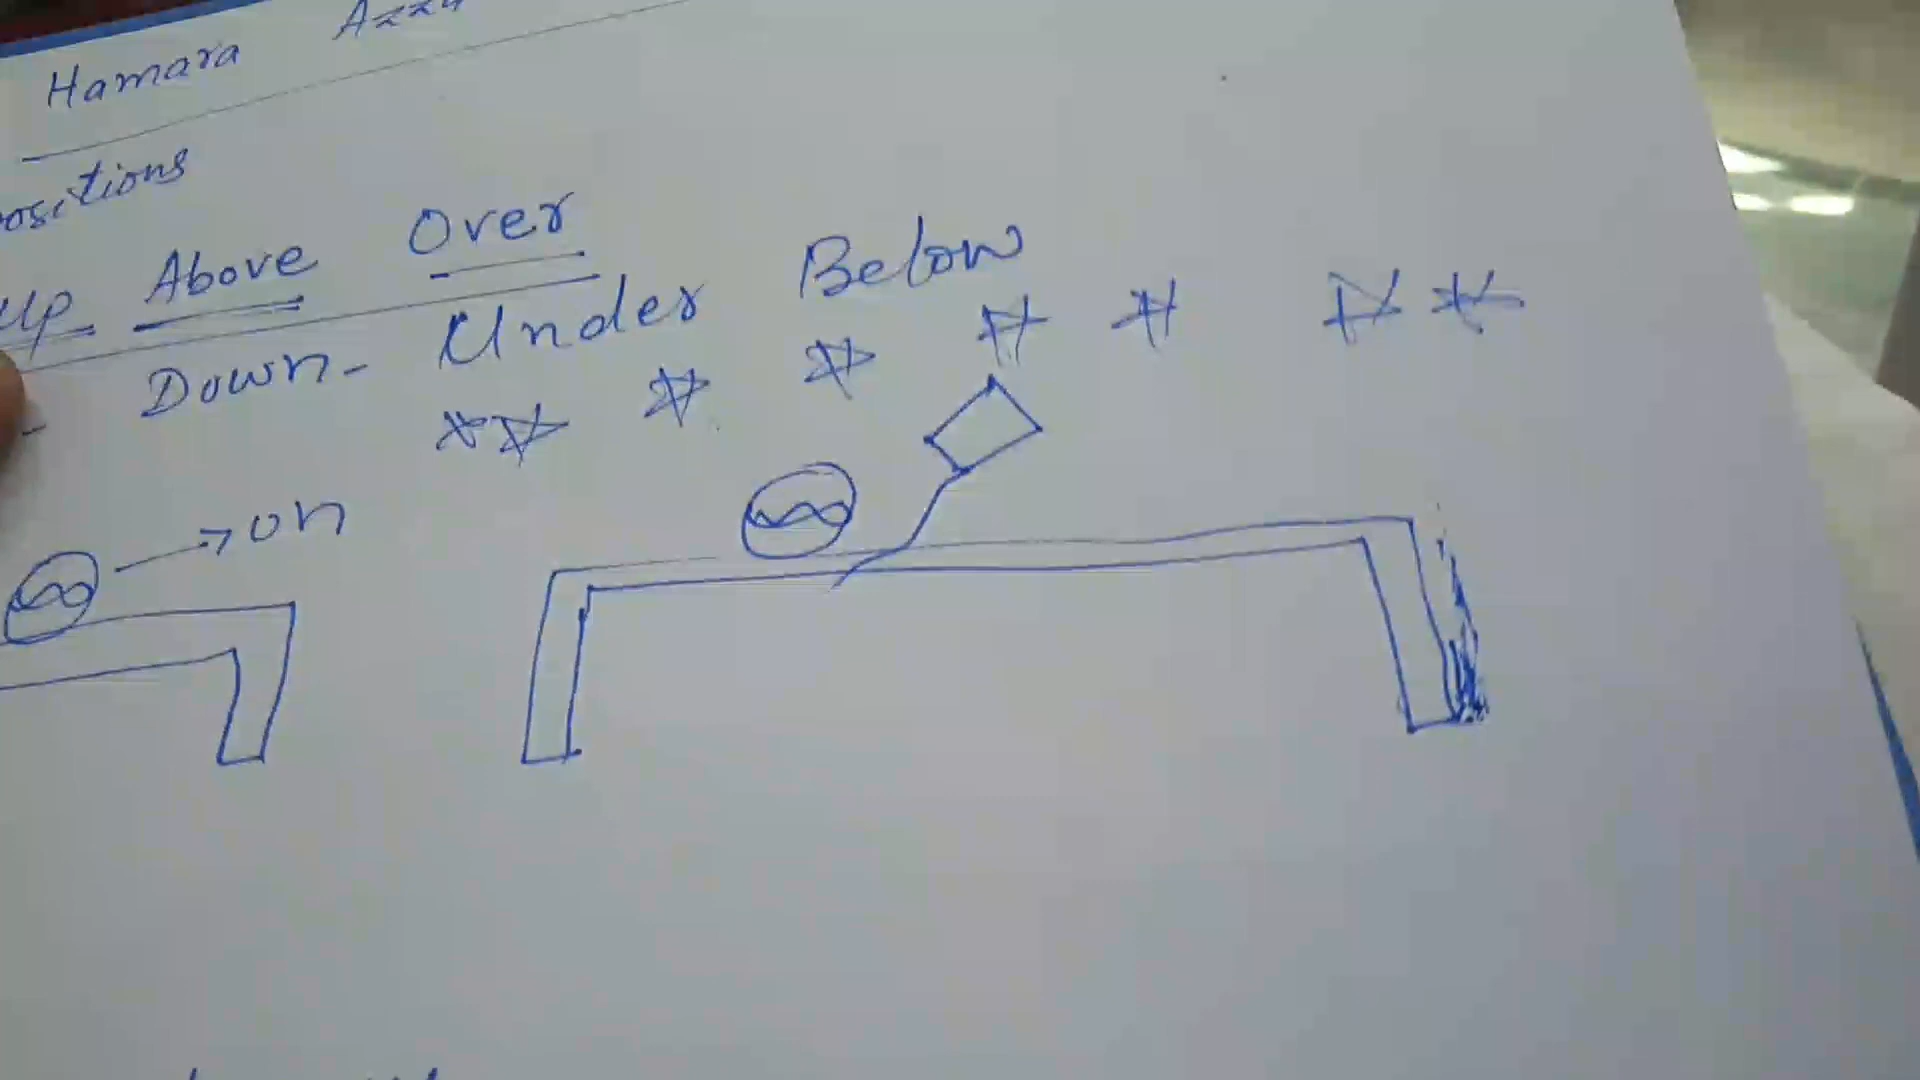 Hamara
ositions
Up Above Over
- Down- Under Below
on